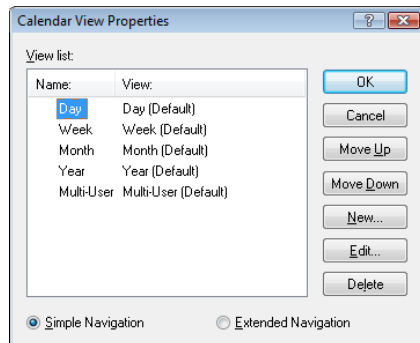 Calendar View Properties
View list:
Name: View:
Day Day (Default)
Week Week (Default)
Month Month (Default)
Year Year (Default)
Multi-User Multi-User (Default)
OK
Cancel
Move Up
Move Down
New...
Edit...
Delete
Simple Navigation Extended Navigation